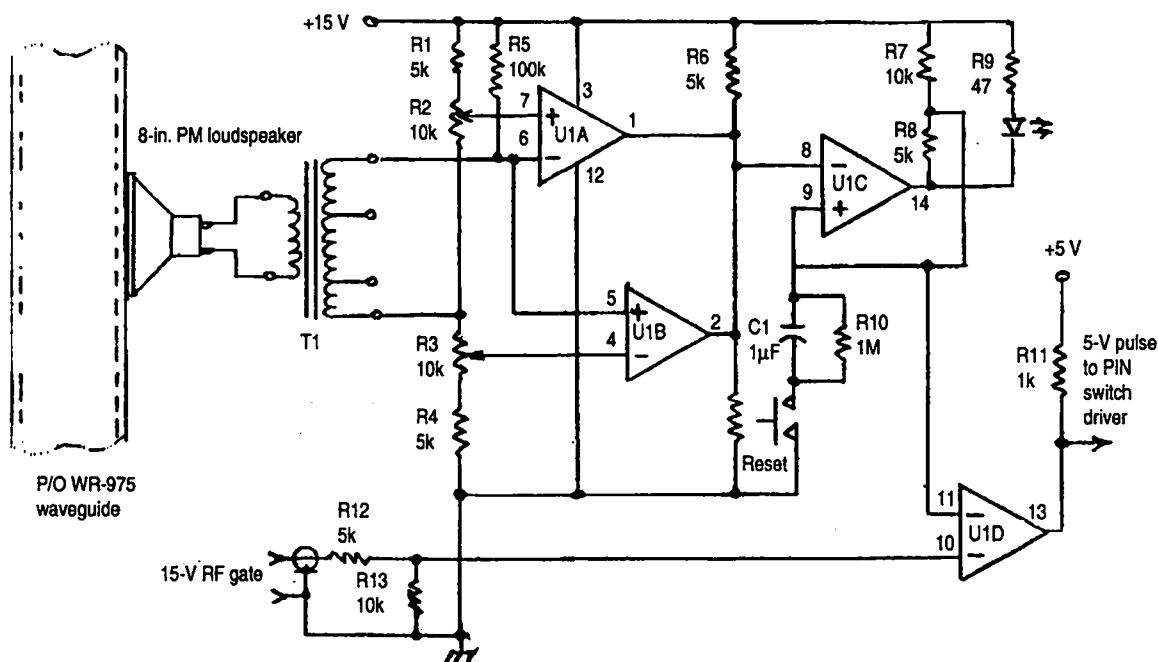 +15 V
R1
5k
R5
100k
R6
5k
R7
10k
R9
47
3
7
+
U1A
1
R2
10k
8-in. PM loudspeaker
6
−
12
R8
5k
8
−
U1C
9
+
14
+5 V
5
+
U1B
2
4
−
T1
R3
10k
C1
1µF
R10
1M
R11
1k
5-V pulse
to PIN
switch
driver
R4
5k
Reset
P/O WR-975
waveguide
R12
5k
11
−
U1D
13
10
−
15-V RF gate
R13
10k